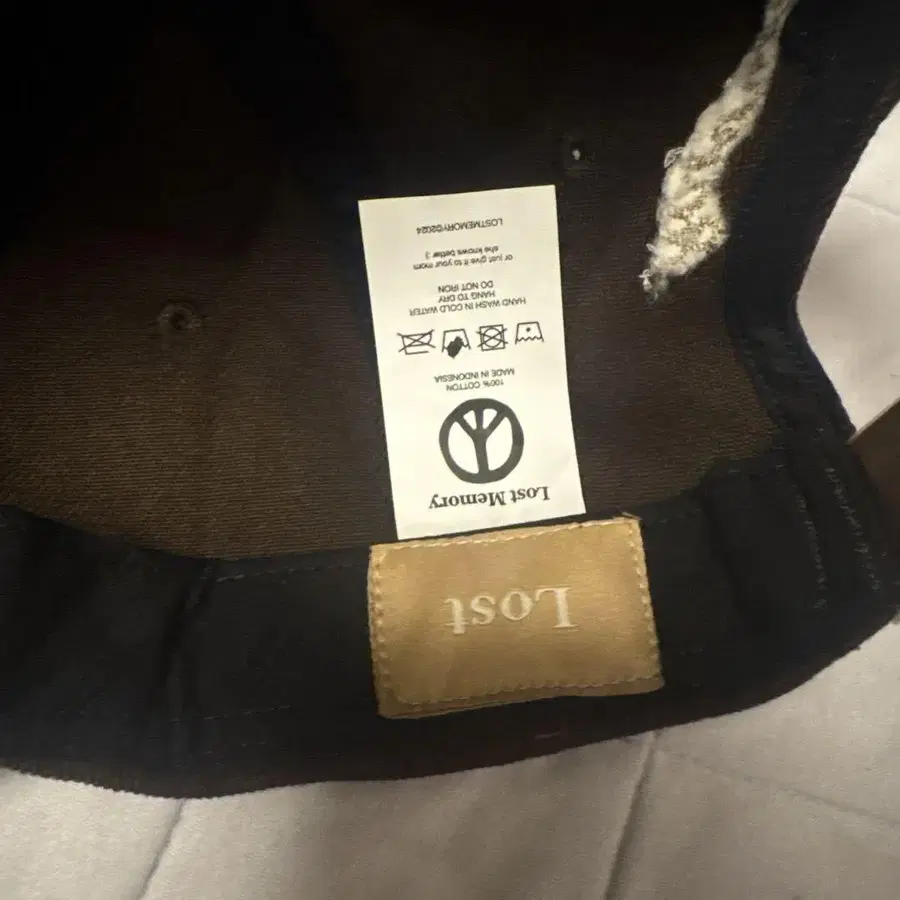 Lost
Lost Memory
100% COTTON
MADE IN INDONESIA
HAND WASH IN COLD WATER
HANG TO DRY
DO NOT IRON
or just give it to your mom
she knows better :)
LOSTMEMORY©2024